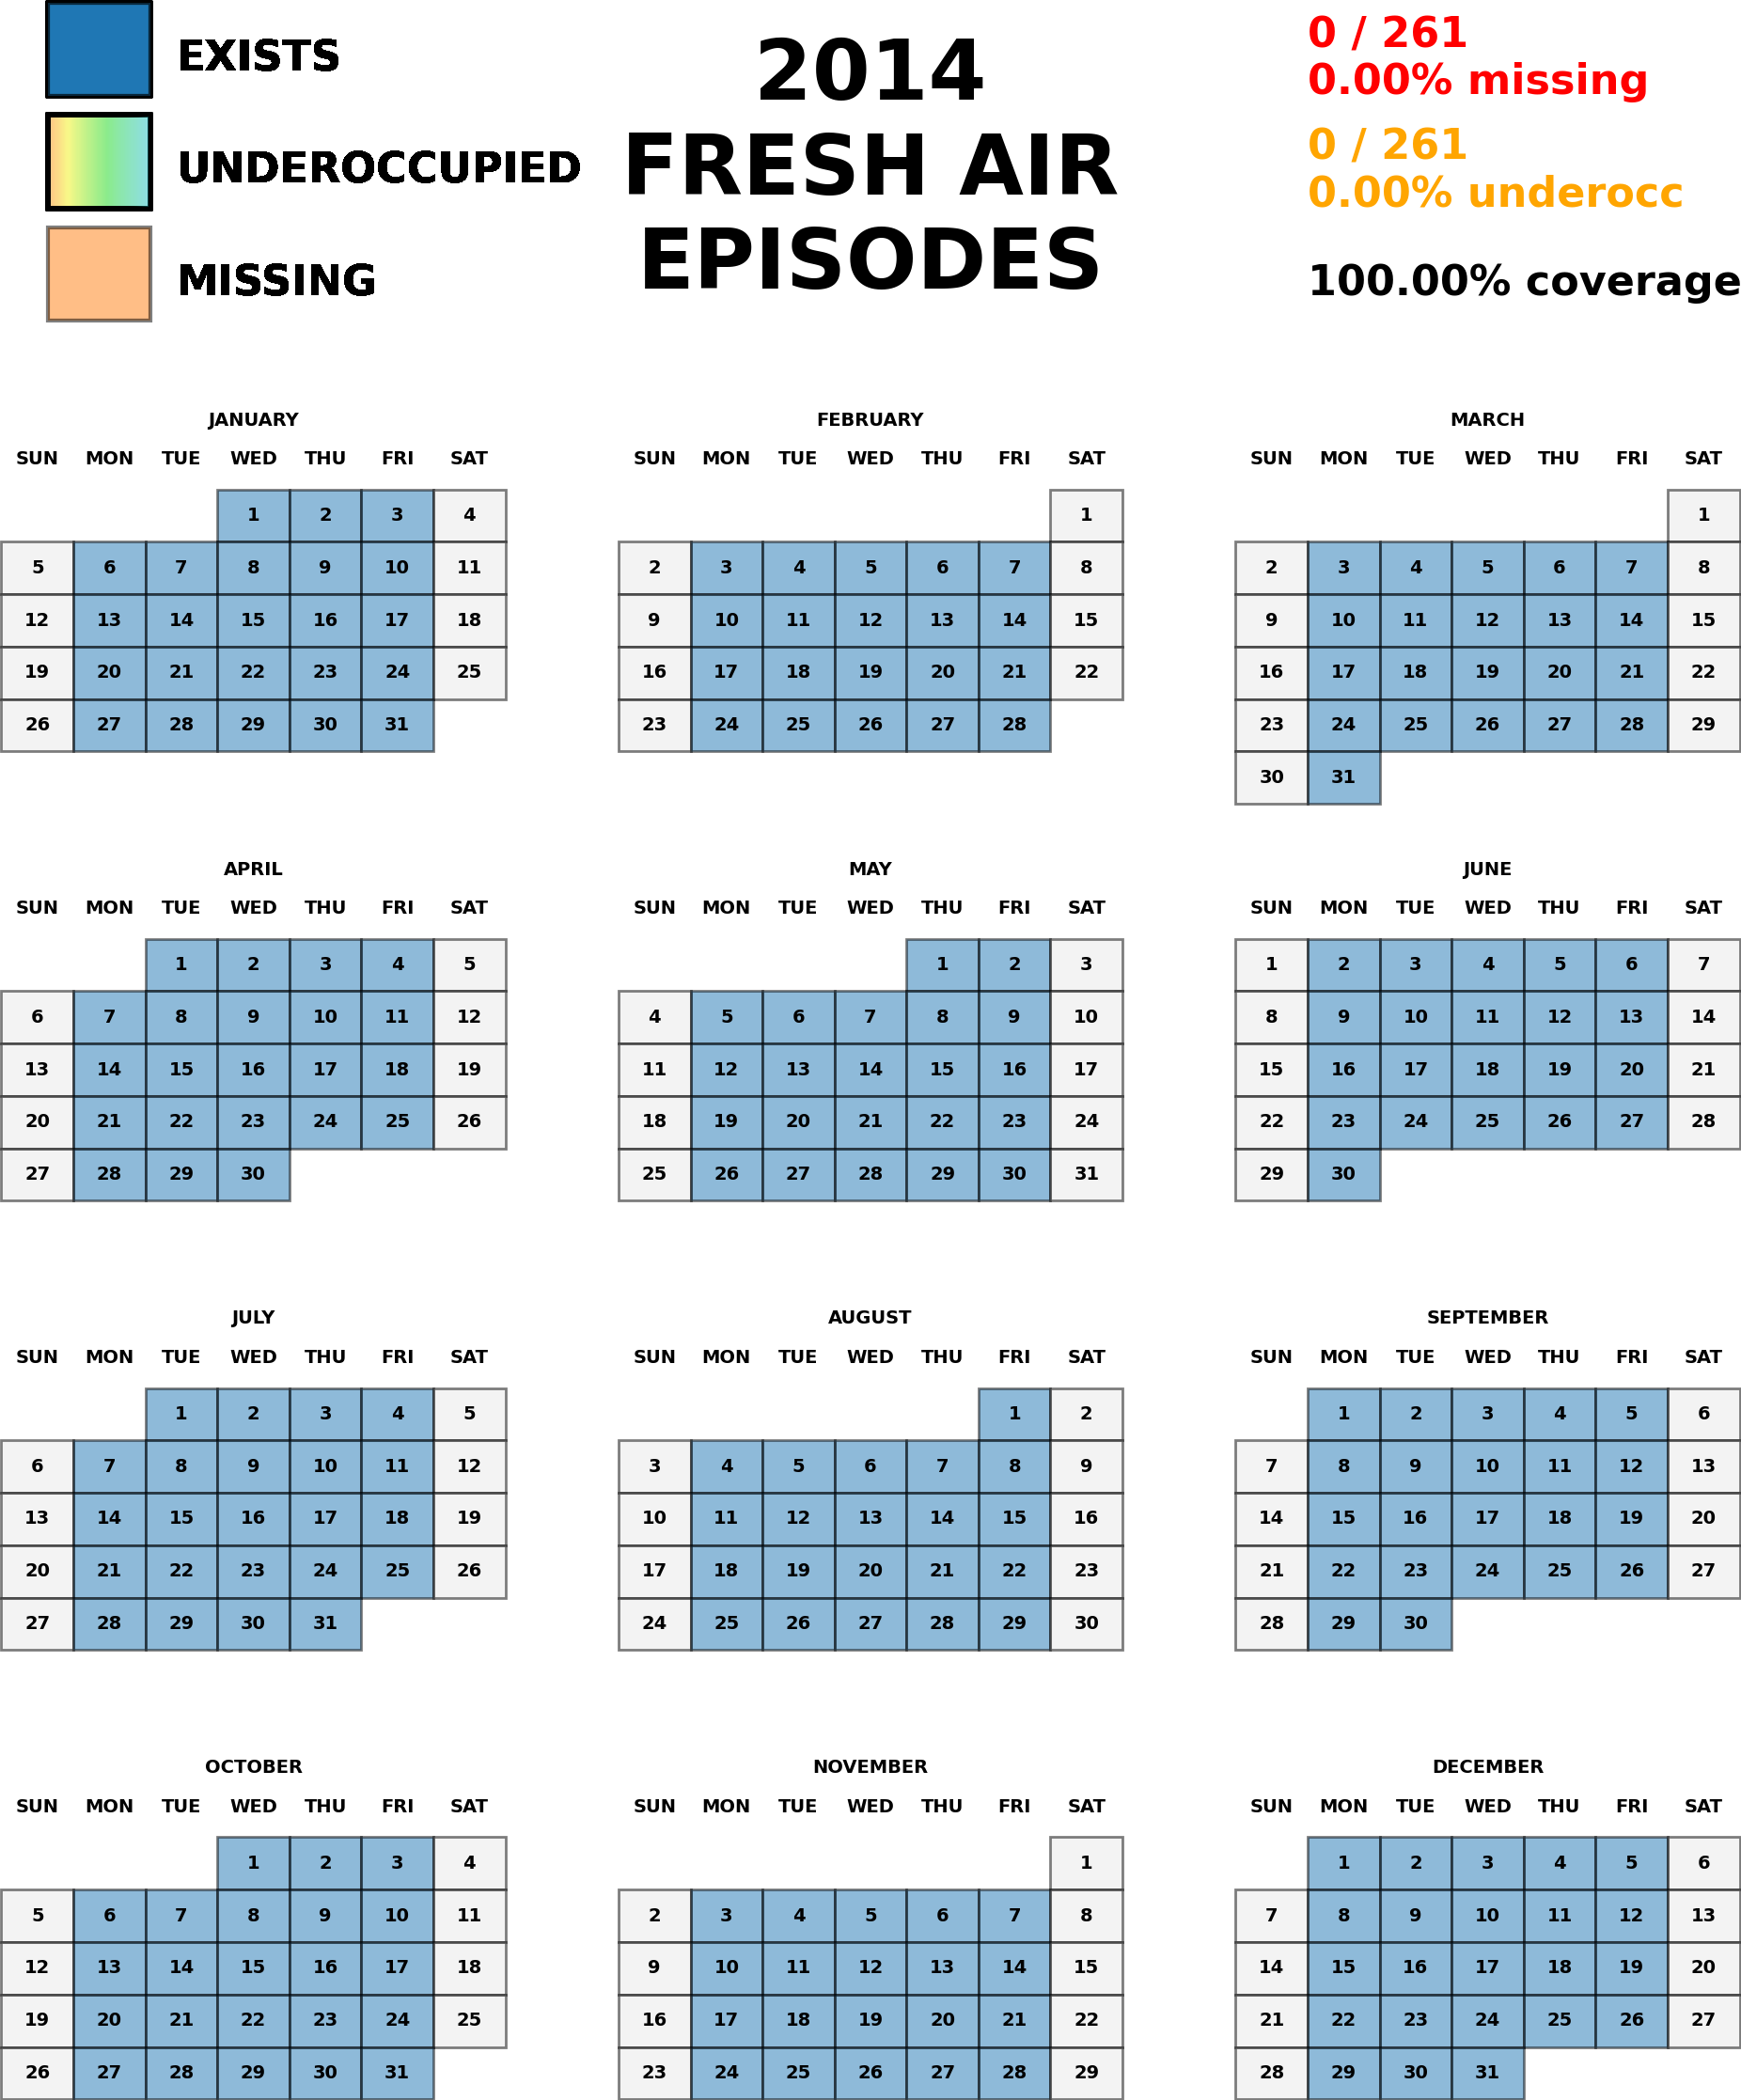 EXISTS
UNDEROCCUPIED
MISSING
2014
FRESH AIR
EPISODES
0 / 261
0.00% missing
0 / 261
0.00% underocc
100.00% coverage
JANUARY
SUN MON TUE WED THU FRI SAT
1 2 3 4
5 6 7 8 9 10 11
12 13 14 15 16 17 18
19 20 21 22 23 24 25
26 27 28 29 30 31
FEBRUARY
SUN MON TUE WED THU FRI SAT
1
2 3 4 5 6 7 8
9 10 11 12 13 14 15
16 17 18 19 20 21 22
23 24 25 26 27 28
MARCH
SUN MON TUE WED THU FRI SAT
1
2 3 4 5 6 7 8
9 10 11 12 13 14 15
16 17 18 19 20 21 22
23 24 25 26 27 28 29
30 31
APRIL
SUN MON TUE WED THU FRI SAT
1 2 3 4 5
6 7 8 9 10 11 12
13 14 15 16 17 18 19
20 21 22 23 24 25 26
27 28 29 30
MAY
SUN MON TUE WED THU FRI SAT
1 2 3
4 5 6 7 8 9 10
11 12 13 14 15 16 17
18 19 20 21 22 23 24
25 26 27 28 29 30 31
JUNE
SUN MON TUE WED THU FRI SAT
1 2 3 4 5 6 7
8 9 10 11 12 13 14
15 16 17 18 19 20 21
22 23 24 25 26 27 28
29 30
JULY
SUN MON TUE WED THU FRI SAT
1 2 3 4 5
6 7 8 9 10 11 12
13 14 15 16 17 18 19
20 21 22 23 24 25 26
27 28 29 30 31
AUGUST
SUN MON TUE WED THU FRI SAT
1 2
3 4 5 6 7 8 9
10 11 12 13 14 15 16
17 18 19 20 21 22 23
24 25 26 27 28 29 30
SEPTEMBER
SUN MON TUE WED THU FRI SAT
1 2 3 4 5 6
7 8 9 10 11 12 13
14 15 16 17 18 19 20
21 22 23 24 25 26 27
28 29 30
OCTOBER
SUN MON TUE WED THU FRI SAT
1 2 3 4
5 6 7 8 9 10 11
12 13 14 15 16 17 18
19 20 21 22 23 24 25
26 27 28 29 30 31
NOVEMBER
SUN MON TUE WED THU FRI SAT
1
2 3 4 5 6 7 8
9 10 11 12 13 14 15
16 17 18 19 20 21 22
23 24 25 26 27 28 29
DECEMBER
SUN MON TUE WED THU FRI SAT
1 2 3 4 5 6
7 8 9 10 11 12 13
14 15 16 17 18 19 20
21 22 23 24 25 26 27
28 29 30 31